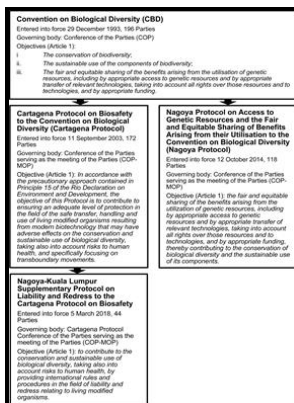 Convention on Biological Diversity (CBD)
Entered into force 29 December 1993, 196 Parties
Governing body: Conference of the Parties (COP)
Objectives (Article 1):
i. The conservation of biodiversity;
ii. The sustainable use of the components of biodiversity;
iii. The fair and equitable sharing of the benefits arising from the utilisation of genetic
resources, including by appropriate access to genetic resources and by appropriate
transfer of relevant technologies, taking into account all rights over those resources and to
technologies, and by appropriate funding.
Cartagena Protocol on Biosafety
to the Convention on Biological
Diversity (Cartagena Protocol)
Entered into force 11 September 2003, 172
Parties
Governing body: Conference of the Parties
serving as the meeting of the Parties (COP-
MOP)
Objective (Article 1): In accordance with
the precautionary approach contained in
Principle 15 of the Rio Declaration on
Environment and Development, the
objective of this Protocol is to contribute to
ensuring an adequate level of protection in
the field of the safe transfer, handling and
use of living modified organisms resulting
from modern biotechnology that may have
adverse effects on the conservation and
sustainable use of biological diversity,
taking also into account risks to human
health, and specifically focusing on
transboundary movements.
Nagoya Protocol on Access to
Genetic Resources and the Fair
and Equitable Sharing of Benefits
Arising from their Utilisation to
the Convention on Biological
Diversity (Nagoya Protocol)
Entered into force 12 October 2014, 118
Parties
Governing body: Conference of the Parties
serving as the meeting of the Parties (COP-
MOP)
Objective (Article 1): the fair and equitable
sharing of the benefits arising from the
utilization of genetic resources, including
by appropriate access to genetic resources
and by appropriate transfer of
relevant technologies, taking into account
all rights over those resources and to
technologies, and by appropriate funding,
thereby contributing to the conservation of
biological diversity and the sustainable use
of its components.
Nagoya-Kuala Lumpur
Supplementary Protocol on
Liability and Redress to the
Cartagena Protocol on Biosafety
Entered into force 5 March 2018, 44
Parties
Governing body: Cartagena Protocol
Conference of the Parties serving as the
meeting of the Parties (COP-MOP)
Objective (Article 1): to contribute to the
conservation and sustainable use of
biological diversity, taking also into
account risks to human health, by
providing international rules and
procedures in the field of liability and
redress relating to living modified
organisms.